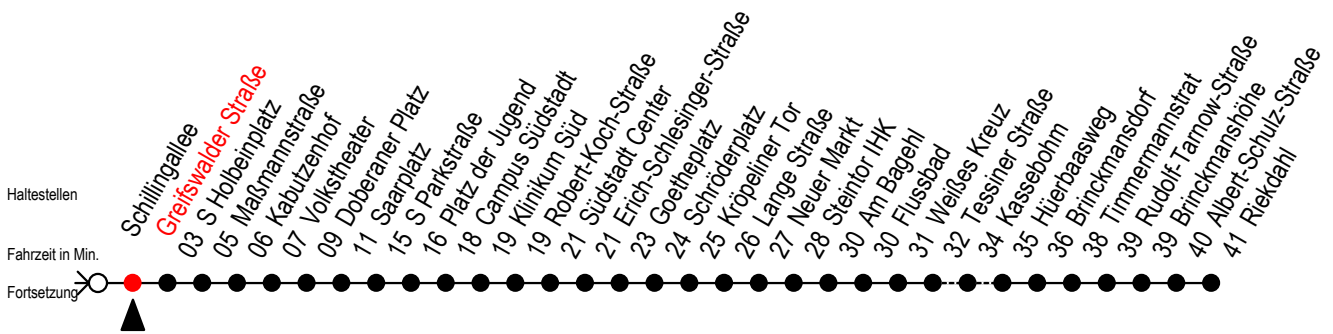 Haltestellen
Fahrzeit in Min.
Fortsetzung
Schillingallee
Greifswalder Straße
03 S Holbeinplatz
05 Maßmannstraße
06 Kabutzenhof
07 Volkstheater
09 Doberaner Platz
11 Saarplatz
15 S Parkstraße
16 Platz der Jugend
18 Campus Südstadt
19 Klinikum Süd
19 Robert-Koch-Straße
21 Südstadt Center
21 Erich-Schlesinger-Straße
23 Goetheplatz
24 Schröderplatz
25 Kröpeliner Tor
26 Lange Straße
27 Neuer Markt
28 Steintor IHK
30 Am Bagehl
30 Flussbad
31 Weißes Kreuz
32 Tessiner Straße
34 Kassebohm
35 Hüerbaasweg
36 Brinckmansdorf
38 Timmermannstrat
39 Rudolf-Tarnow-Straße
39 Brinckmanshöhe
40 Albert-Schulz-Straße
41 Riekdahl